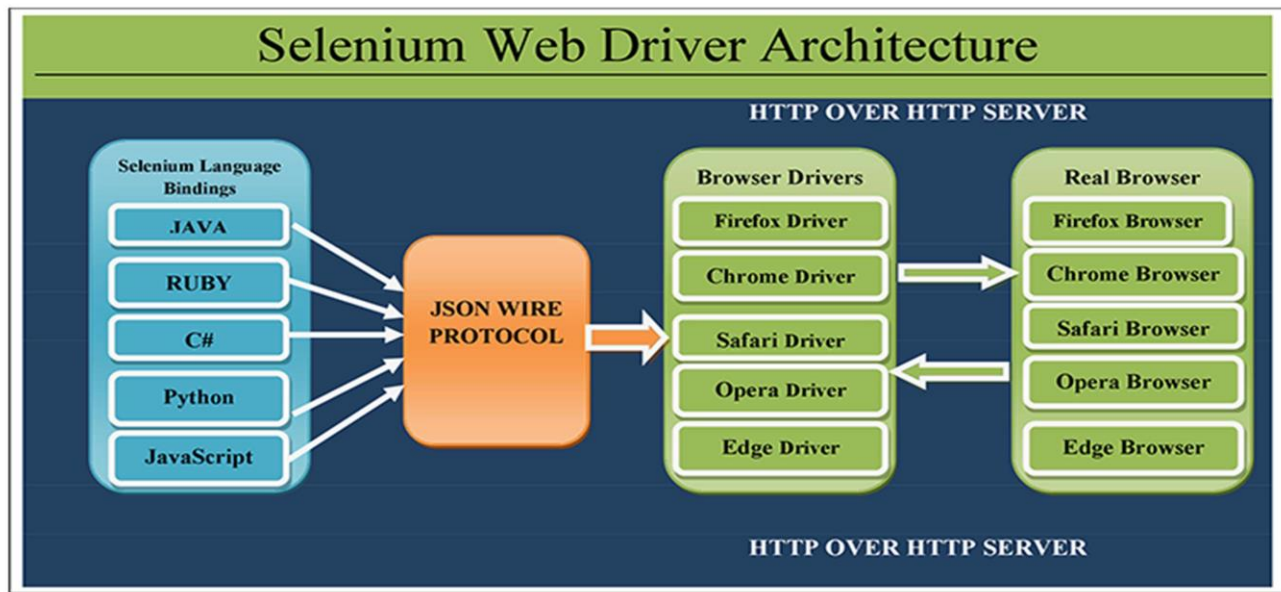 Selenium Web Driver Architecture
HTTP OVER HTTP SERVER
Selenium Language
Bindings
JAVA
RUBY
C#
Python
JavaScript
JSON WIRE
PROTOCOL
Browser Drivers
Firefox Driver
Chrome Driver
Safari Driver
Opera Driver
Edge Driver
Real Browser
Firefox Browser
Chrome Browser
Safari Browser
Opera Browser
Edge Browser
HTTP OVER HTTP SERVER